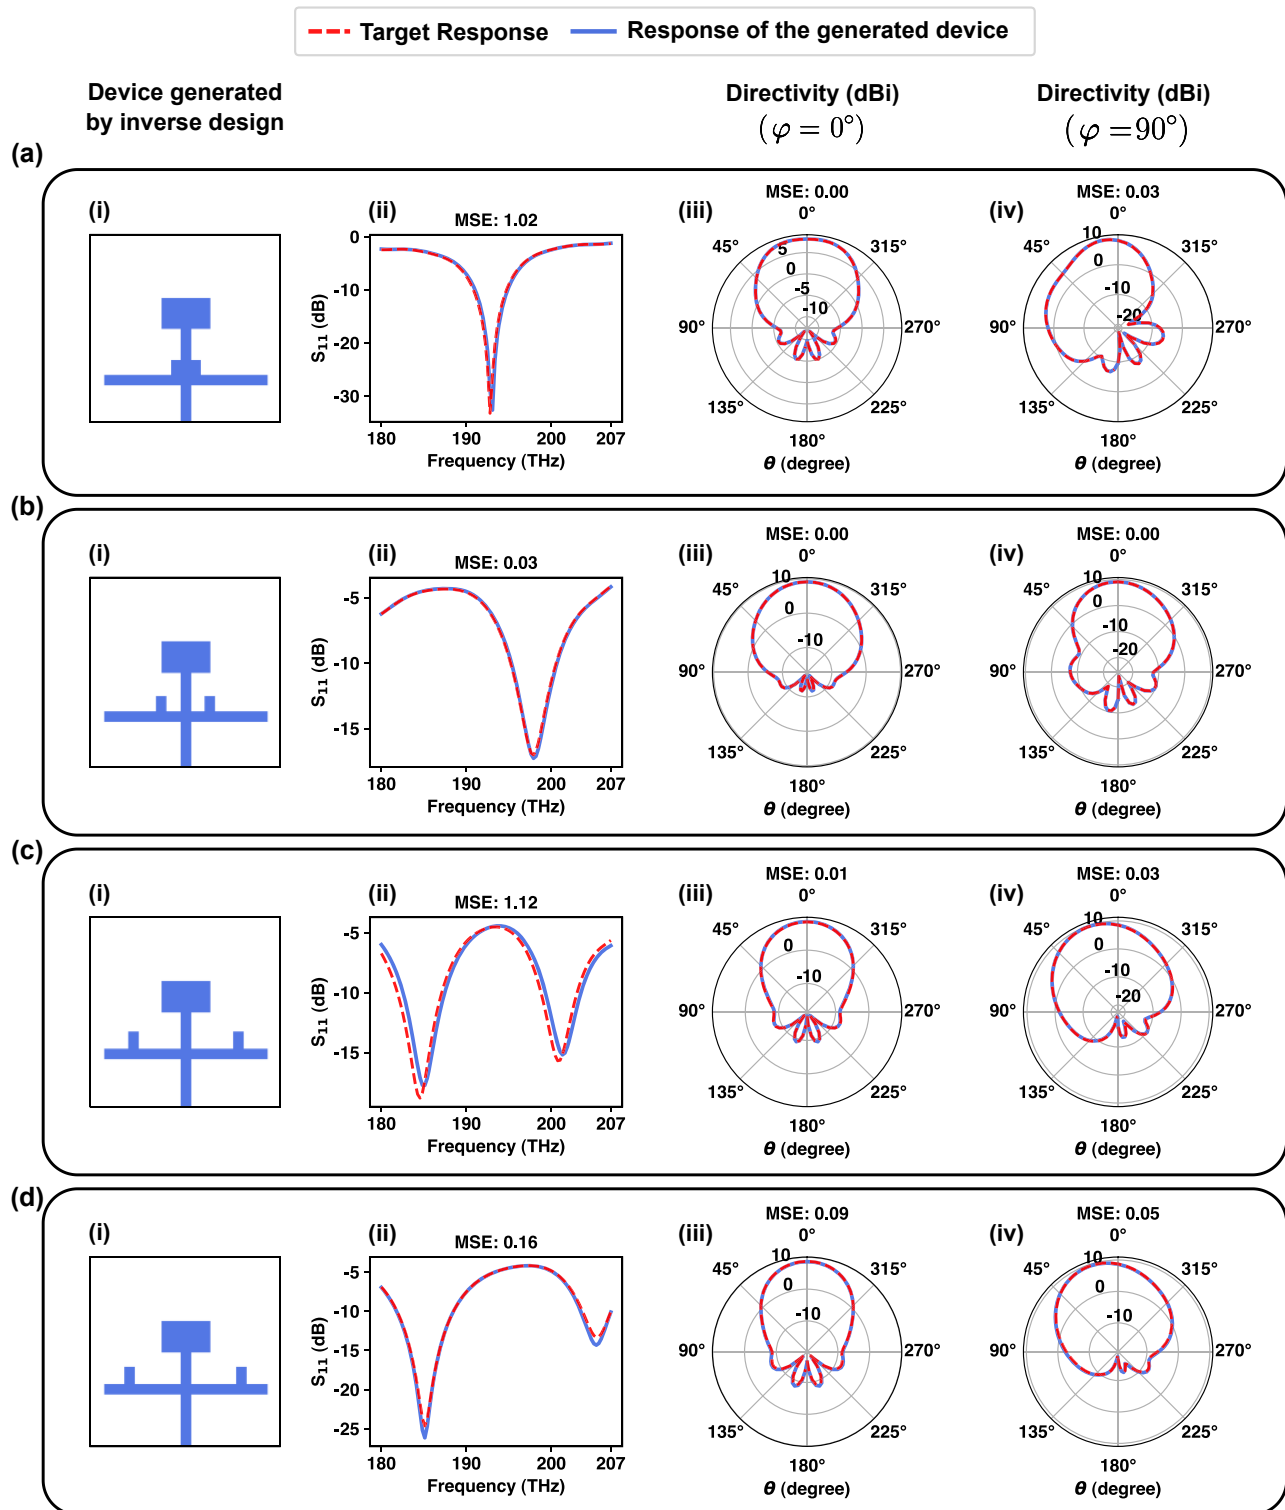 Target Response Response of the generated device
Device generated
by inverse design
Directivity (dBi)
(φ = 0°)
Directivity (dBi)
(φ = 90°)
(a)
(i)
(ii)
MSE: 1.02
0
-10
-20
-30
S11 (dB)
180 190 200 207
Frequency (THz)
(iii)
MSE: 0.00
0°
45° 315°
5
0
-5
-10
90° 270°
135° 225°
180°
θ (degree)
(iv)
MSE: 0.03
0°
10
45° 315°
0
-10
-20
90° 270°
135° 225°
180°
θ (degree)
(b)
(i)
(ii)
MSE: 0.03
-5
-10
-15
S11 (dB)
180 190 200 207
Frequency (THz)
(iii)
MSE: 0.00
0°
10
45° 315°
0
-10
90° 270°
135° 225°
180°
θ (degree)
(iv)
MSE: 0.00
0°
10
45° 315°
0
-10
-20
90° 270°
135° 225°
180°
θ (degree)
(c)
(i)
(ii)
MSE: 1.12
-5
-10
-15
S11 (dB)
180 190 200 207
Frequency (THz)
(iii)
MSE: 0.01
0°
10
45° 315°
0
-10
90° 270°
135° 225°
180°
θ (degree)
(iv)
MSE: 0.03
0°
10
45° 315°
0
-10
-20
90° 270°
135° 225°
180°
θ (degree)
(d)
(i)
(ii)
MSE: 0.16
-5
-10
-15
-20
-25
S11 (dB)
180 190 200 207
Frequency (THz)
(iii)
MSE: 0.09
0°
10
45° 315°
0
-10
90° 270°
135° 225°
180°
θ (degree)
(iv)
MSE: 0.05
0°
10
45° 315°
0
-10
90° 270°
135° 225°
180°
θ (degree)